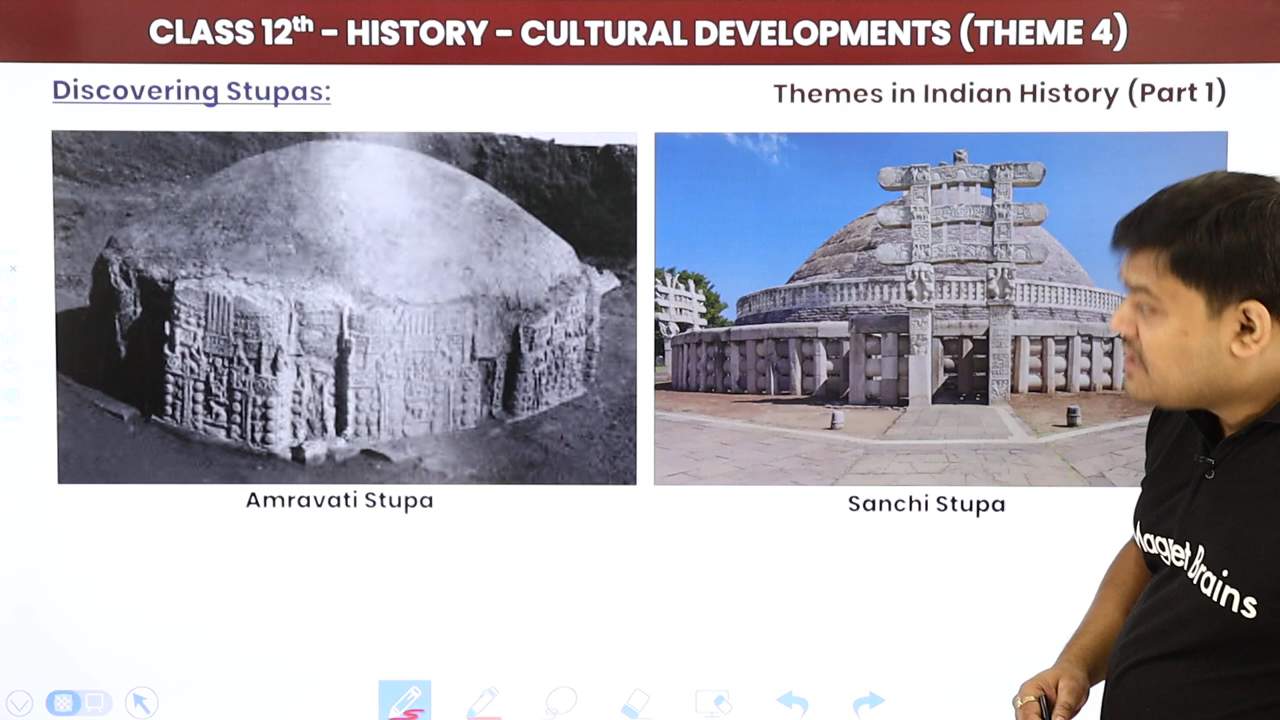 CLASS 12th - HISTORY - CULTURAL DEVELOPMENTS (THEME 4)
Discovering Stupas:
Themes in Indian History (Part 1)
Amravati Stupa
Sanchi Stupa
Magnet Brains